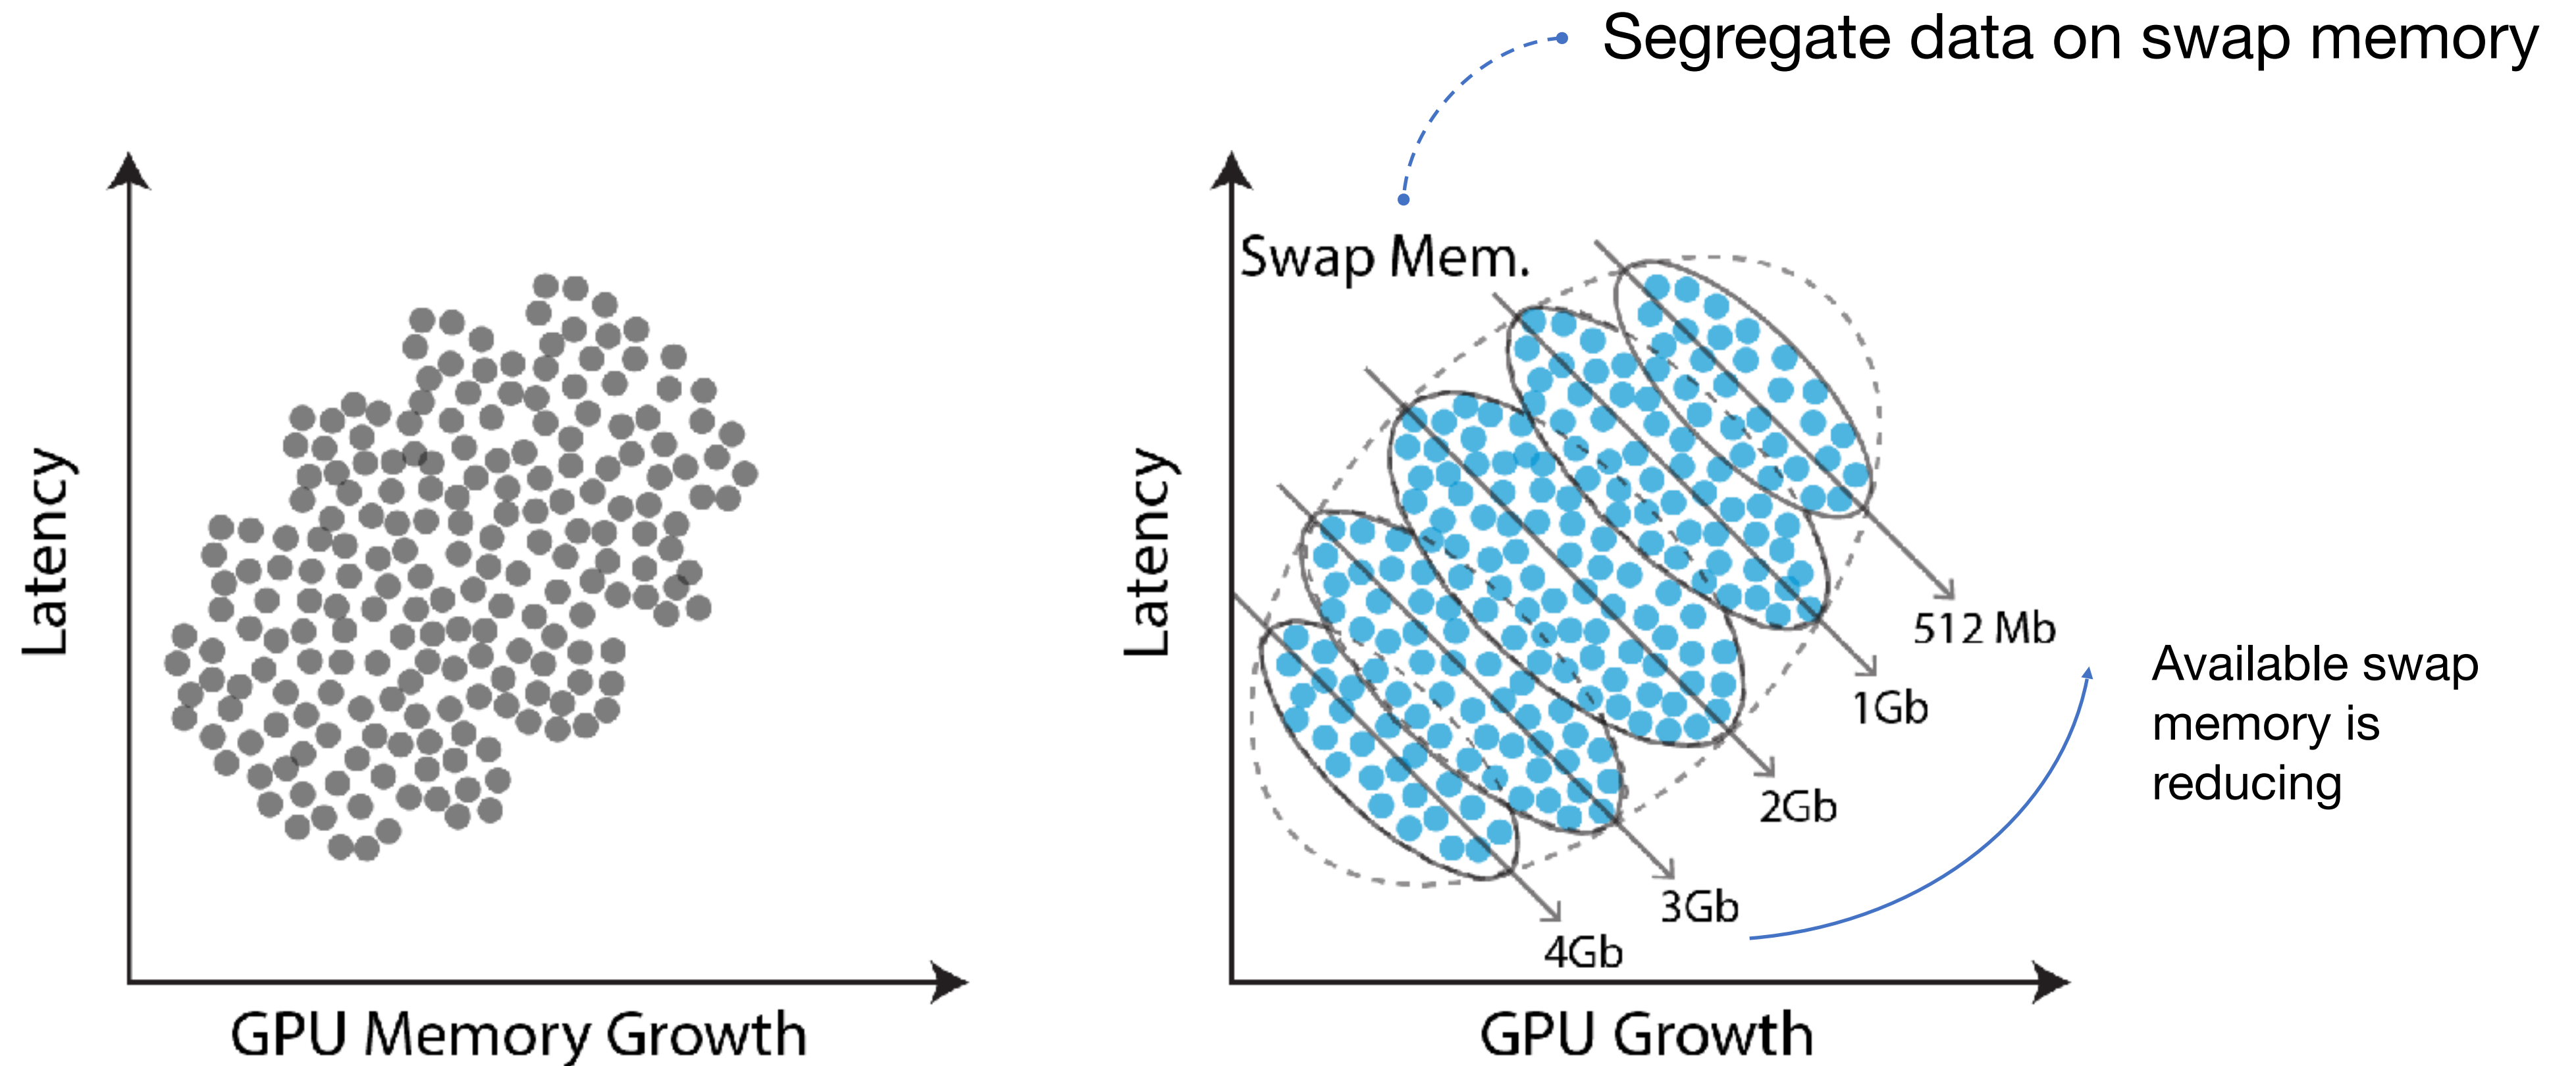 Segregate data on swap memory
Latency
GPU Memory Growth
Latency
Swap Mem.
512 Mb
1Gb
2Gb
3Gb
4Gb
GPU Growth
Available swap
memory is
reducing